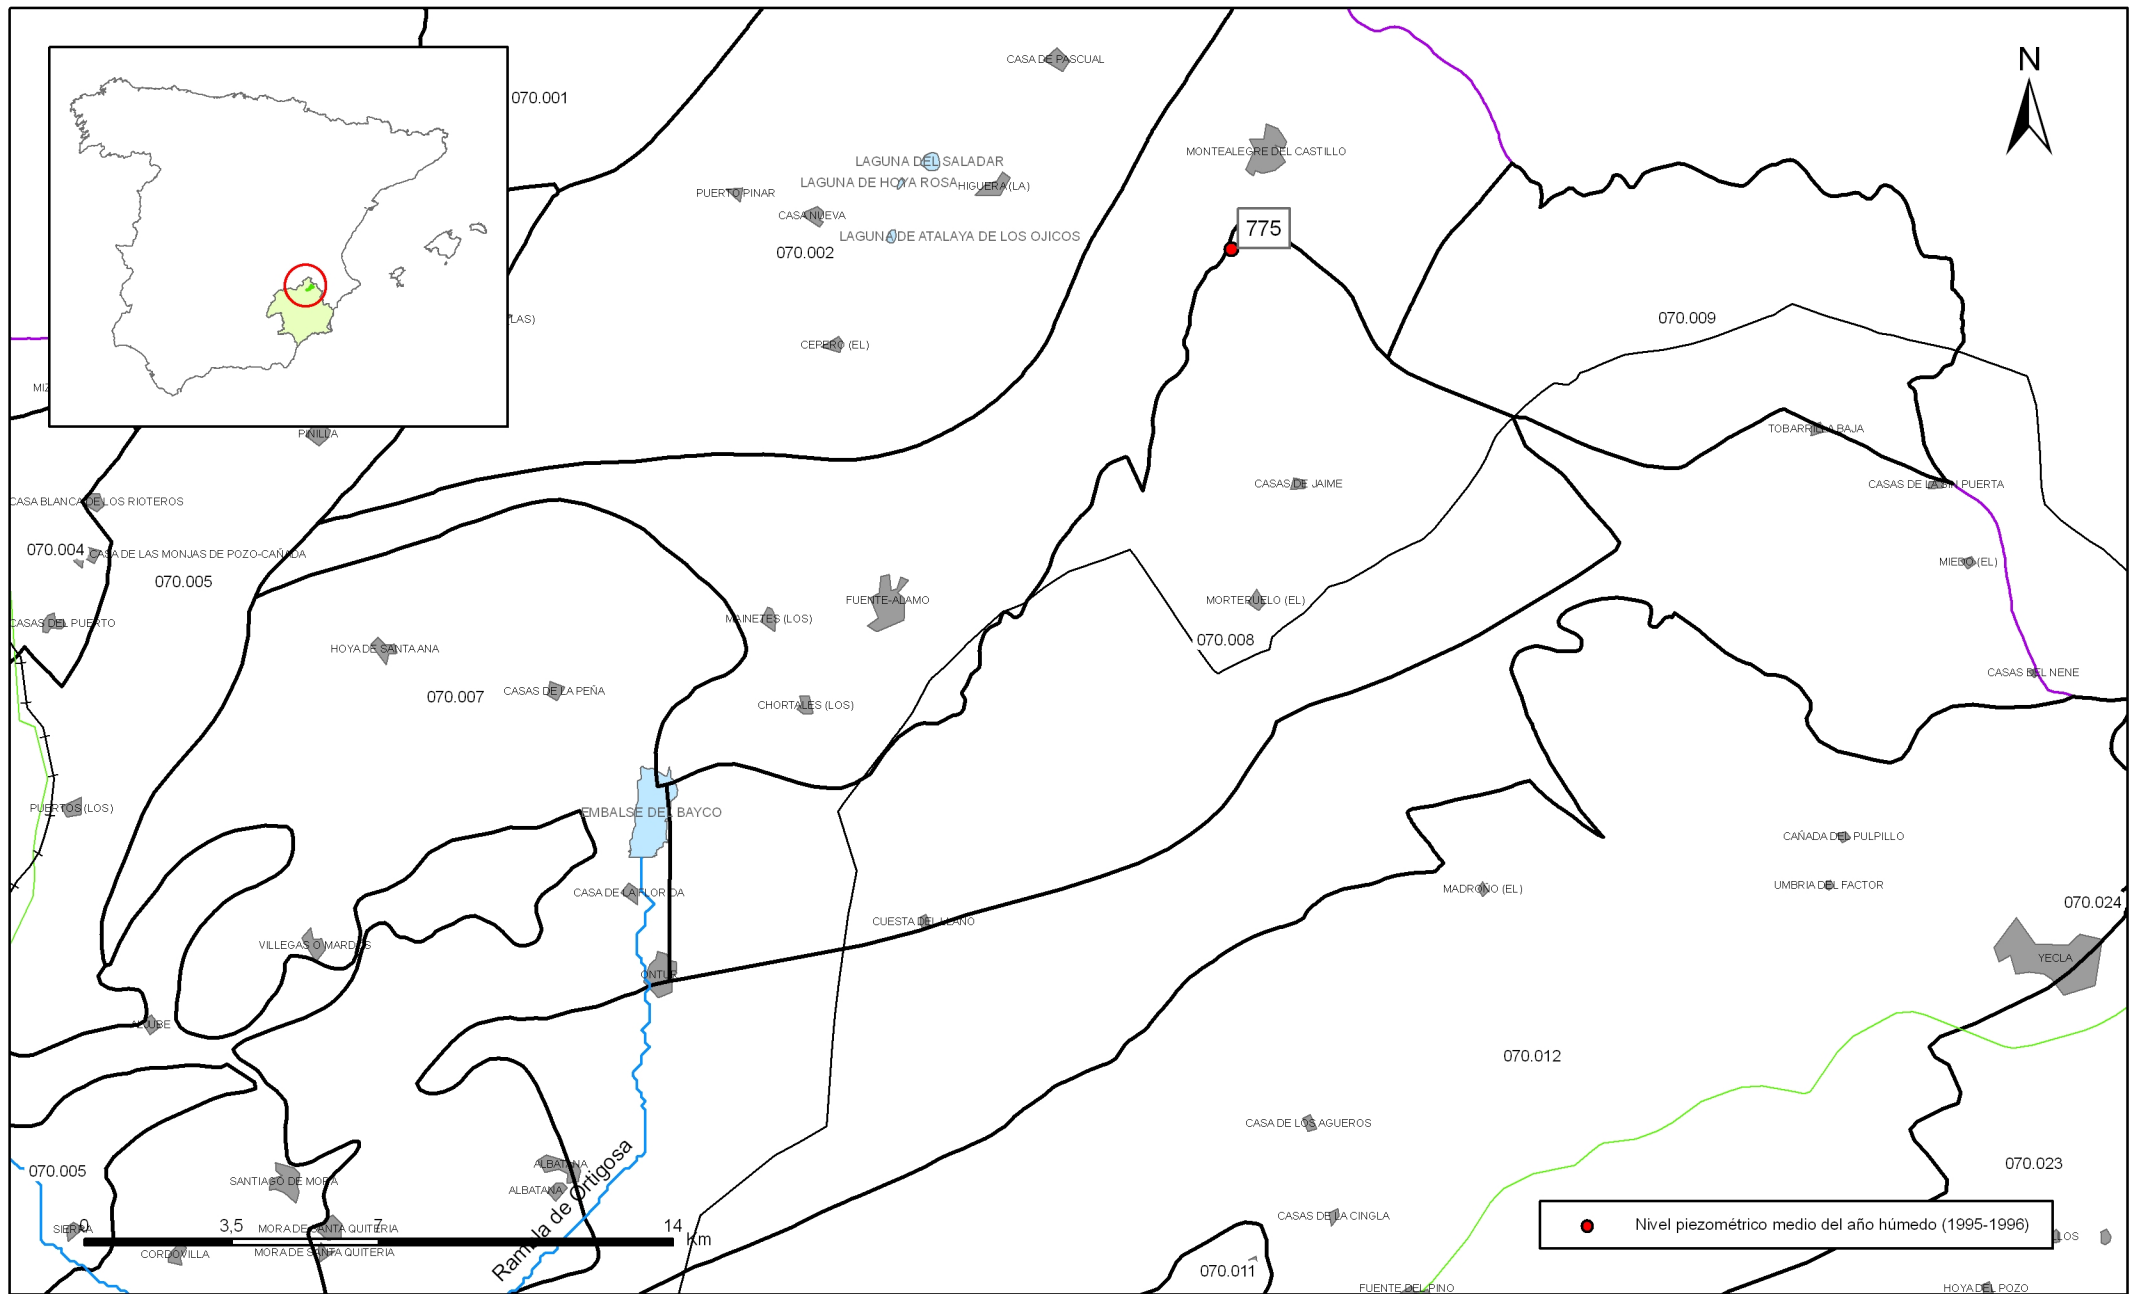 CASA DE PASCUAL
N
070.001
MONTEALEGRE DEL CASTILLO
LAGUNA DEL SALADAR
LAGUNA DE HOYA ROSA
HIGUERA (LA)
PUERTO PINAR
CASA NUEVA
LAGUNA DE ATALAYA DE LOS OJICOS
775
070.002
070.009
LAS)
CEPERO (EL)
MIZ
PINILLA
TOBARRILLA BAJA
CASAS DE JAIME
CASAS DE LA SIN PUERTA
CASA BLANCA DE LOS RIOTEROS
070.004
CASA DE LAS MONJAS DE POZO-CAÑADA
070.005
MIEDO (EL)
FUENTE-ALAMO
MORTERUELO (EL)
CASAS DEL PUERTO
MAINETES (LOS)
070.008
HOYA DE SANTA ANA
CASAS DEL NENE
070.007
CASAS DE LA PEÑA
CHORTALES (LOS)
PUERTOS (LOS)
EMBALSE DEL BAYCO
CAÑADA DEL PULPILLO
CASA DE LA FLORIDA
MADROÑO (EL)
UMBRIA DEL FACTOR
070.024
CUESTA DEL LLANO
VILLEGAS O MARDOS
YECLA
ONTUR
ALJUBE
070.012
CASA DE LOS AGUEROS
070.005
ALBATANA
070.023
SANTIAGO DE MORA
ALBATANA
Rambla de Ortigosa
CASAS DE LA CINGLA
SIERRA
0
3,5
7
14
Km
MORA DE SANTA QUITERIA
Nivel piezométrico medio del año húmedo (1995-1996)
LOS
CORDOVILLA
MORA DE SANTA QUITERIA
070.011
FUENTE DEL PINO
HOYA DEL POZO